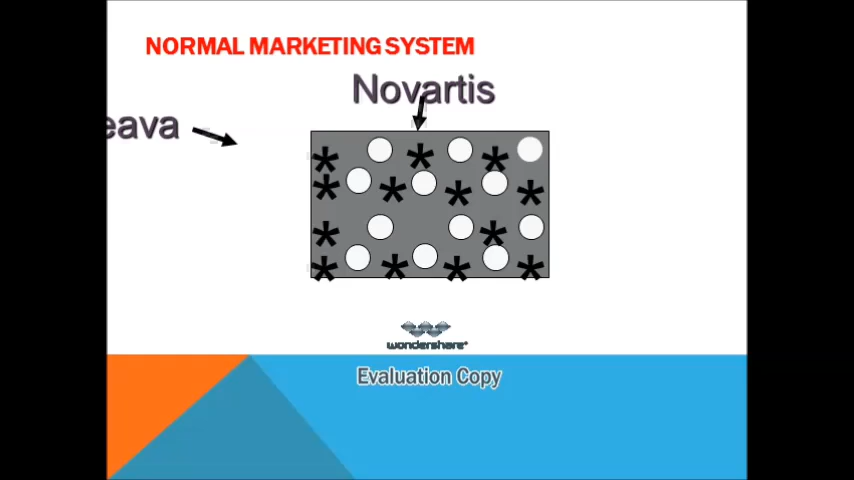 NORMAL MARKETING SYSTEM
Novartis
eava
wondershare
Evaluation Copy